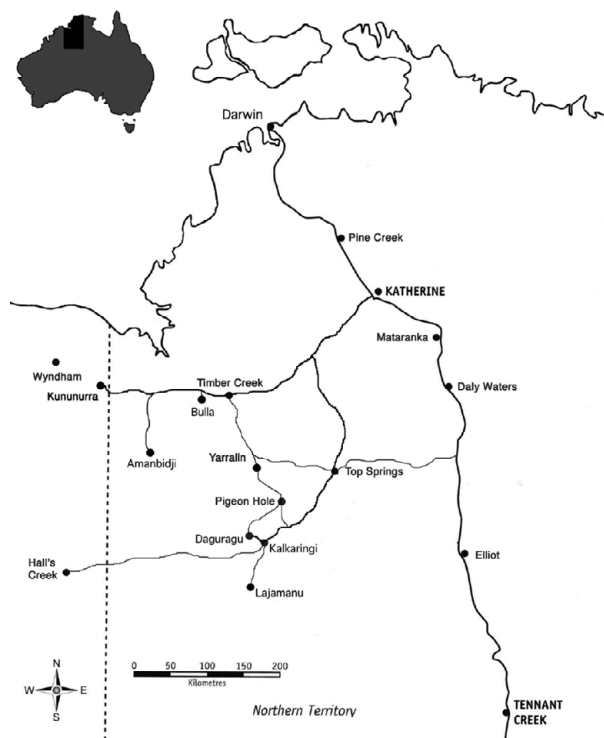 Darwin
Pine Creek
KATHERINE
Mataranka
Wyndham
Kununurra
Timber Creek
Daly Waters
Bulla
Amanbidji
Yarralin
Top Springs
Pigeon Hole
Daguragu
Kalkaringi
Hall's
Creek
Elliot
Lajamanu
N
W
E
S
0 50 100 150 200
Kilometres
Northern Territory
TENNANT
CREEK